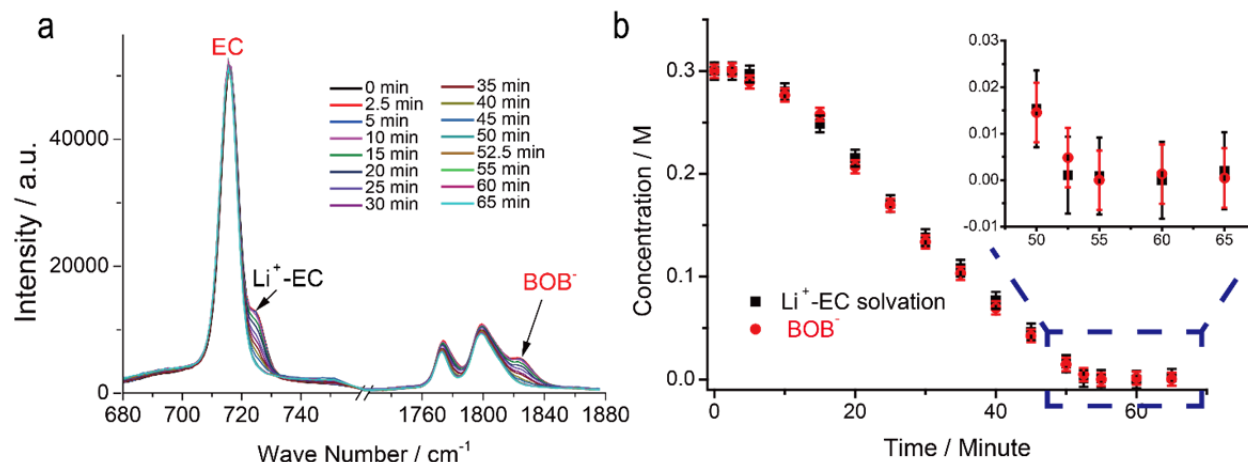 a
EC
0 min
2.5 min
5 min
10 min
15 min
20 min
25 min
30 min
35 min
40 min
45 min
50 min
52.5 min
55 min
60 min
65 min
Li⁺-EC
BOB⁻
Intensity / a.u.
40000
20000
0
680 710 740 1760 1800 1840 1880
Wave Number / cm⁻¹
b
Concentration / M
0.3
0.2
0.1
0.0
0 20 40 60
Time / Minute
Li⁺-EC solvation
BOB⁻
0.03
0.02
0.01
0.00
-0.01
50 55 60 65